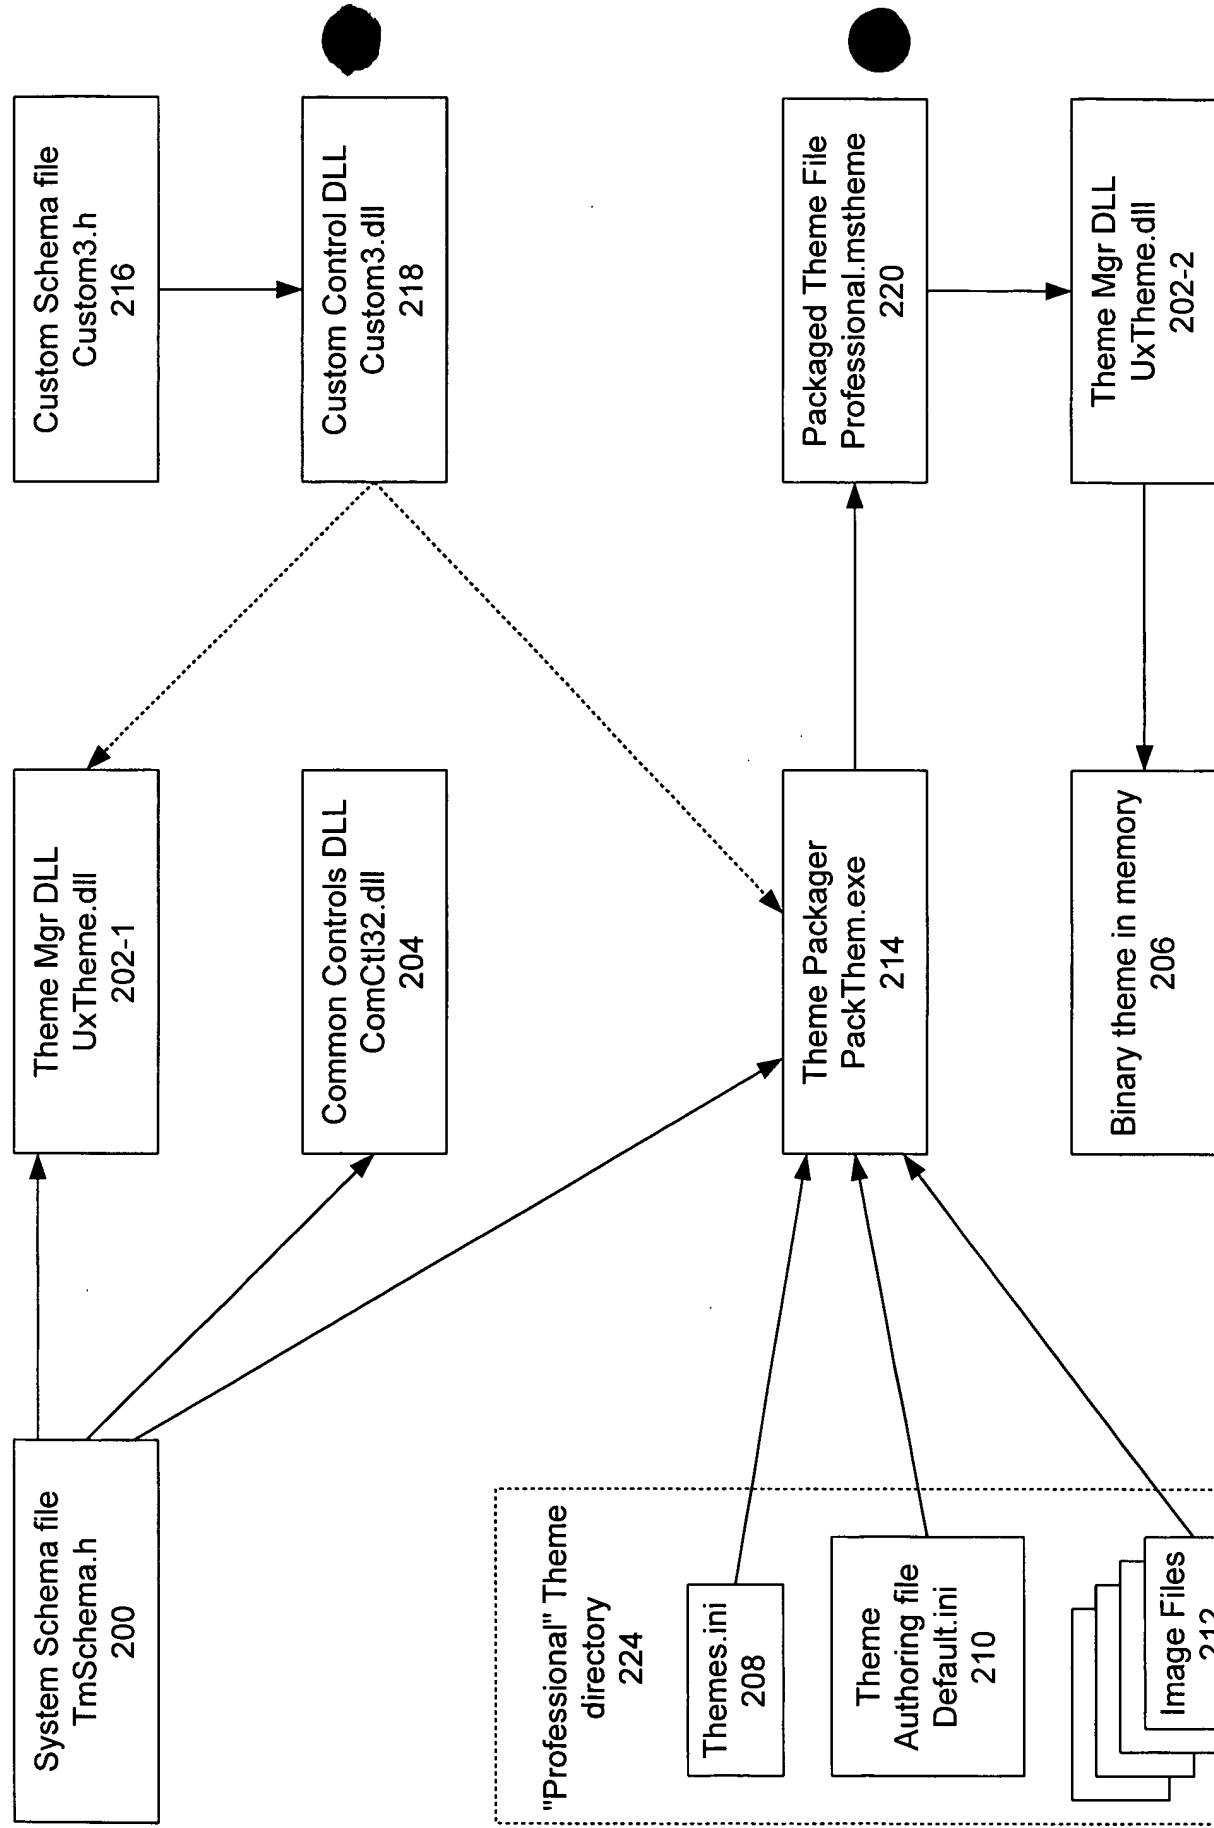 System Schema file
TmSchema.h
200
Theme Mgr DLL
UxTheme.dll
202-1
Custom Schema file
Custom3.h
216
Common Controls DLL
ComCtl32.dll
204
Custom Control DLL
Custom3.dll
218
"Professional" Theme
directory
224
Themes.ini
208
Theme
Authoring file
Default.ini
210
Image Files
212
Theme Packager
PackThem.exe
214
Packaged Theme File
Professional.mstheme
220
Binary theme in memory
206
Theme Mgr DLL
UxTheme.dll
202-2